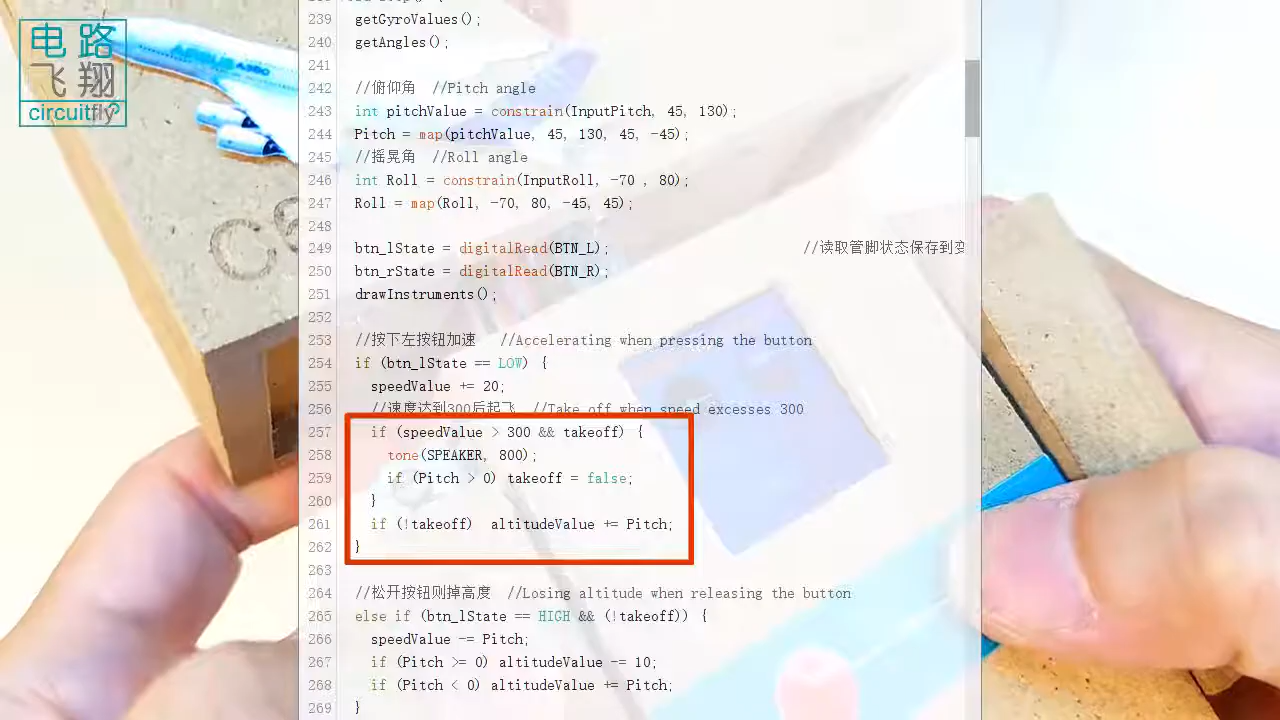 电路
飞翔
circuitfly?
A380
239 getGyroValues();
240 getAngles();
241
242 //俯仰角 //Pitch angle
243 int pitchValue = constrain(InputPitch, 45, 130);
244 Pitch = map(pitchValue, 45, 130, 45, -45);
245 //摇晃角 //Roll angle
246 int Roll = constrain(InputRoll, -70 , 80);
247 Roll = map(Roll, -70, 80, -45, 45);
248
249 btn_lState = digitalRead(BTN_L); //读取管脚状态保存到变
250 btn_rState = digitalRead(BTN_R);
251 drawInstruments();
252
253 //按下左按钮加速 //Accelerating when pressing the button
254 if (btn_lState == LOW) {
255 speedValue += 20;
256 //速度达到300后起飞 //Take off when speed excesses 300
257 if (speedValue > 300 && takeoff) {
258 tone(SPEAKER, 800);
259 if (Pitch > 0) takeoff = false;
260 }
261 if (!takeoff) altitudeValue += Pitch;
262 }
263
264 //松开按钮则掉高度 //Losing altitude when releasing the button
265 else if (btn_lState == HIGH && (!takeoff)) {
266 speedValue -= Pitch;
267 if (Pitch >= 0) altitudeValue -= 10;
268 if (Pitch < 0) altitudeValue += Pitch;
269 }